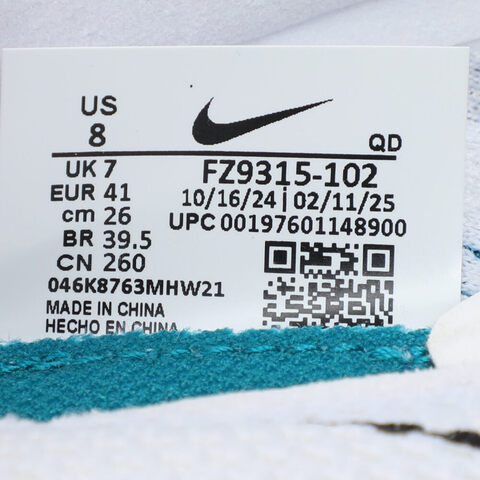 US
8
QD
UK 7
EUR 41
cm 26
BR 39.5
CN 260
FZ9315-102
10/16/24 | 02/11/25
UPC 00197601148900
046K8763MHW21
MADE IN CHINA
HECHO EN CHINA